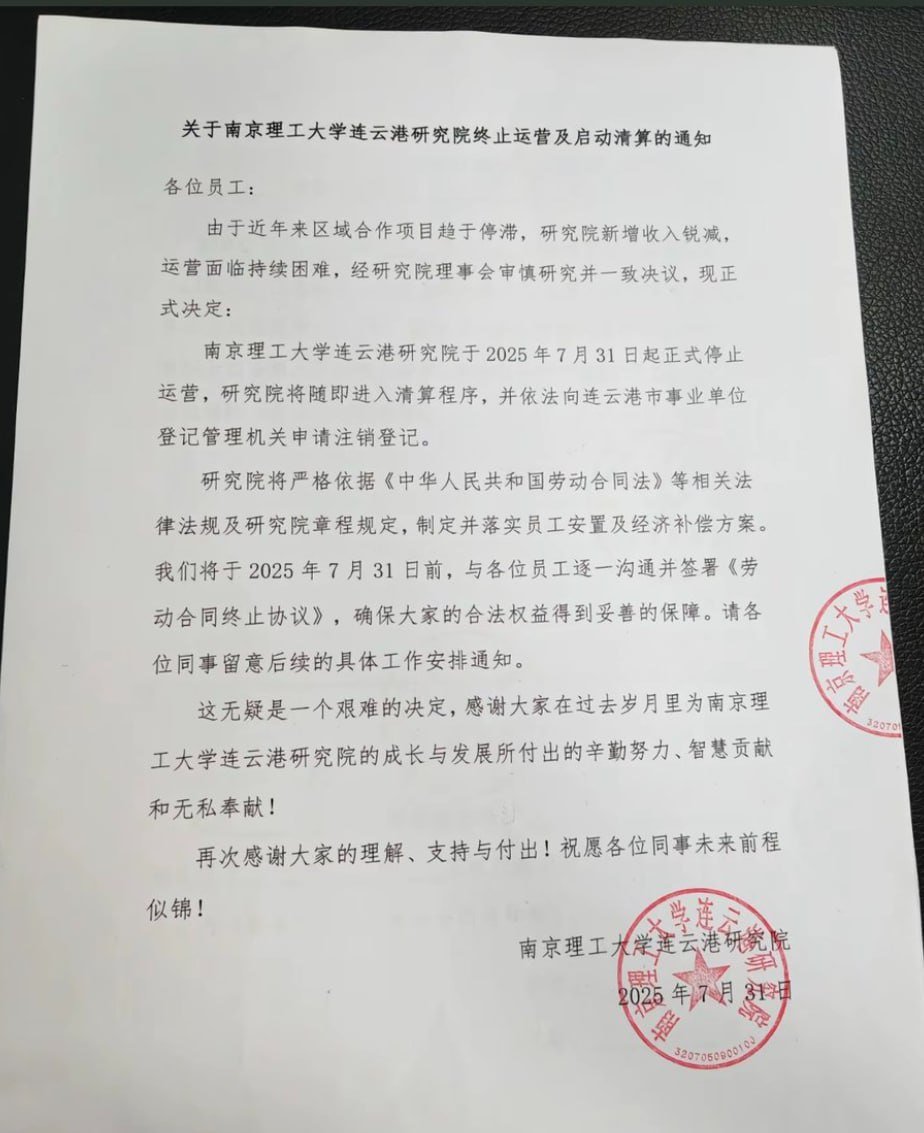 关于南京理工大学连云港研究院终止运营及启动清算的通知
各位员工：
由于近年来区域合作项目趋于停滞，研究院新增收入锐减，
运营面临持续困难，经研究院理事会审慎研究并一致决议，现正
式决定：
南京理工大学连云港研究院于 2025 年 7 月 31 日起正式停止
运营，研究院将随即进入清算程序，并依法向连云港市事业单位
登记管理机关申请注销登记。
研究院将严格依据《中华人民共和国劳动合同法》等相关法
律法规及研究院章程规定，制定并落实员工安置及经济补偿方案。
我们将于 2025 年 7 月 31 日前，与各位员工逐一沟通并签署《劳
动合同终止协议》，确保大家的合法权益得到妥善的保障。请各
位同事留意后续的具体工作安排通知。
南京理工大学连
32070
这无疑是一个艰难的决定，感谢大家在过去岁月里为南京理
工大学连云港研究院的成长与发展所付出的辛勤努力、智慧贡献
和无私奉献！
再次感谢大家的理解、支持与付出！祝愿各位同事未来前程
似锦！
南京理工大学连云港研究院
2025 年 7 月 31 日
南京理工大学连云港研究院
3207050900100